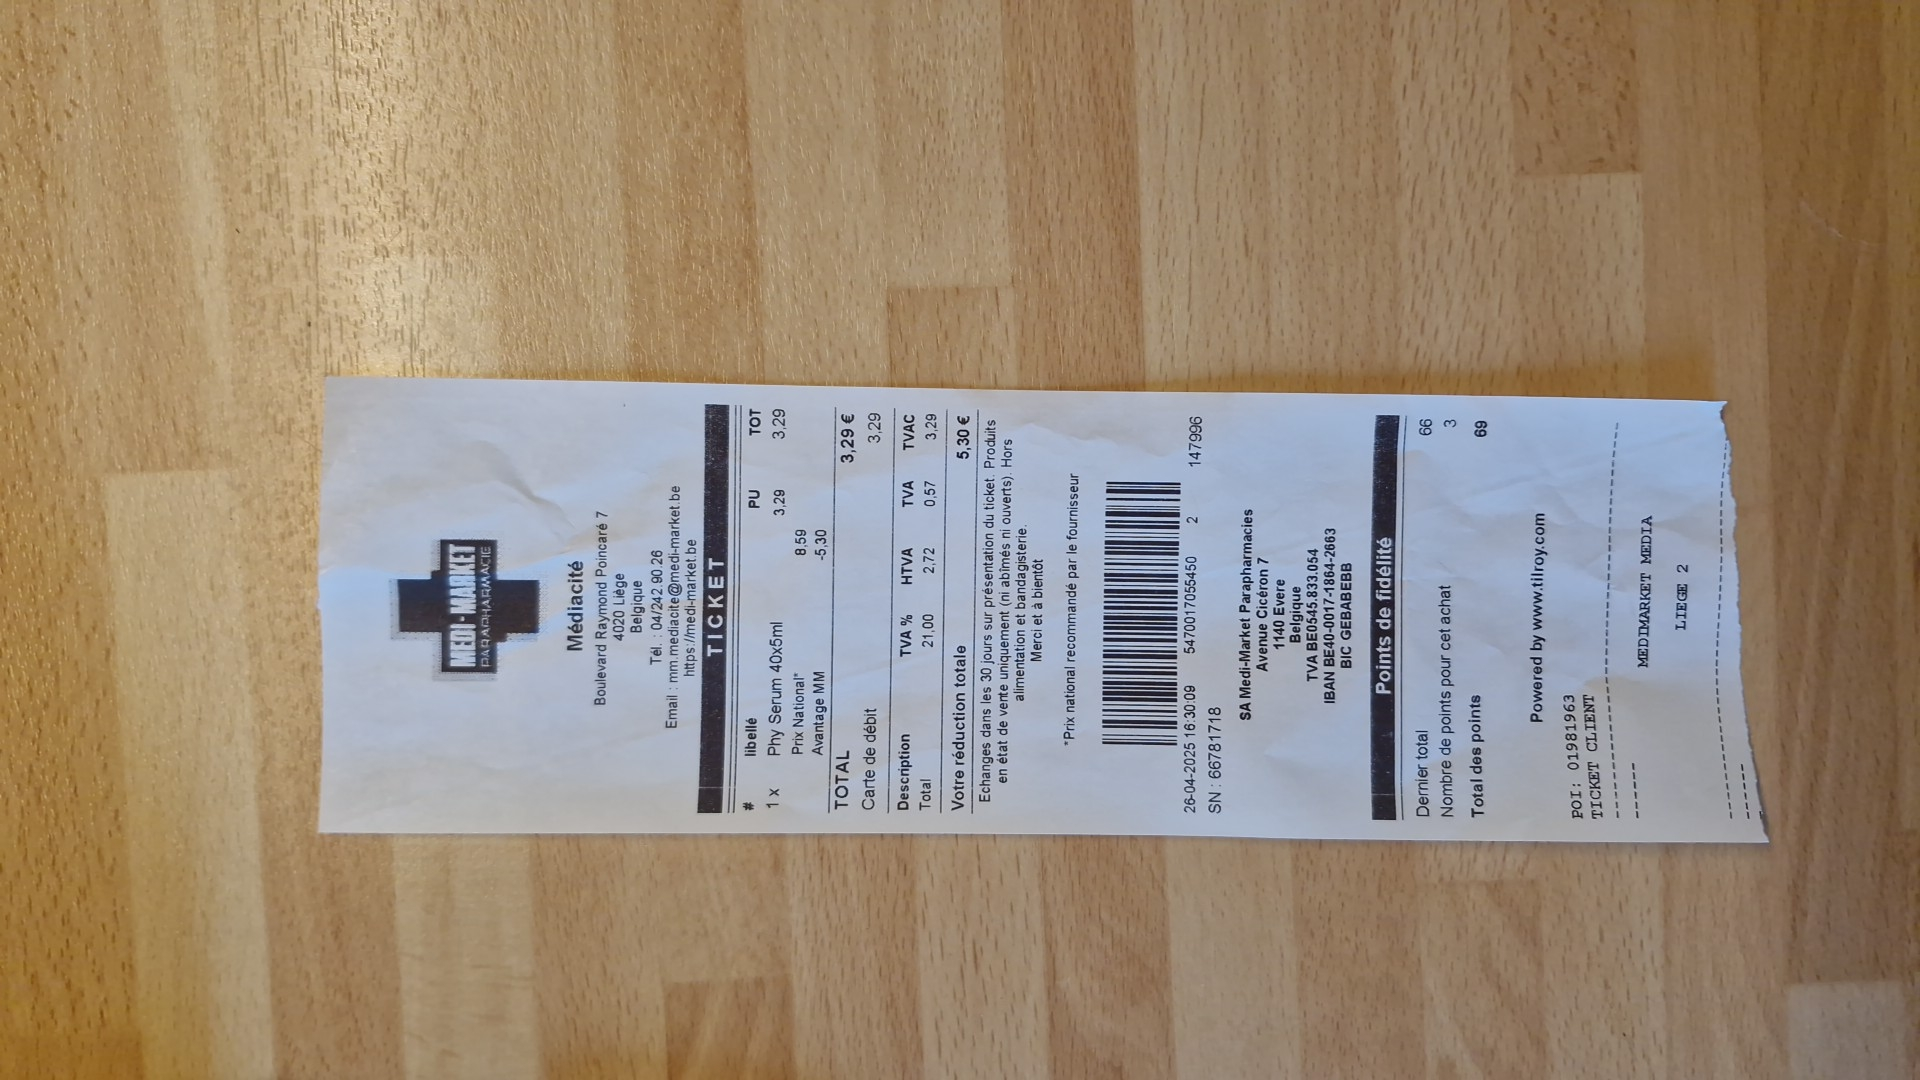 MEDI-MARKET
PARAPHARMACIE
Médiacité
Boulevard Raymond Poincaré 7
4020 Liège
Belgique
Tél. : 04/242.90.26
Email : mm.mediacite@medi-market.be
https://medi-market.be
TICKET
# libellé PU TOT
1 x Phy Serum 40x5ml 3,29 3,29
Prix National* 8,59
Avantage MM -5,30
TOTAL 3,29 €
Carte de débit 3,29
Description TVA % HTVA TVA TVAC
Total 21,00 2,72 0,57 3,29
Votre réduction totale 5,30 €
Echanges dans les 30 jours sur présentation du ticket. Produits
en état de vente uniquement (ni abîmés ni ouverts). Hors
alimentation et bandagisterie.
Merci et à bientôt
*Prix national recommandé par le fournisseur
26-04-2025 16:30:09 5470017055450 2 147996
SN : 66781718
SA Medi-Market Parapharmacies
Avenue Cicéron 7
1140 Evere
Belgique
TVA BE0545.833.054
IBAN BE40-0017-1864-2663
BIC GEBABEBB
Points de fidélité
Dernier total 66
Nombre de points pour cet achat 3
Total des points 69
Powered by www.tilroy.com
POI: 01981963
TICKET CLIENT
MEDIMARKET MEDIA
LIEGE 2